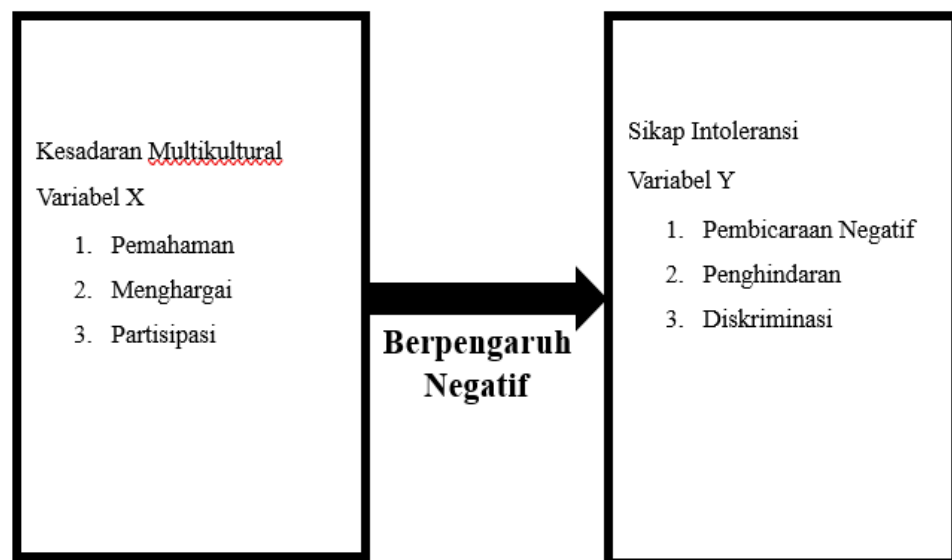 Kesadaran Multikultural
Variabel X
1. Pemahaman
2. Menghargai
3. Partisipasi
Berpengaruh
Negatif
Sikap Intoleransi
Variabel Y
1. Pembicaraan Negatif
2. Penghindaran
3. Diskriminasi